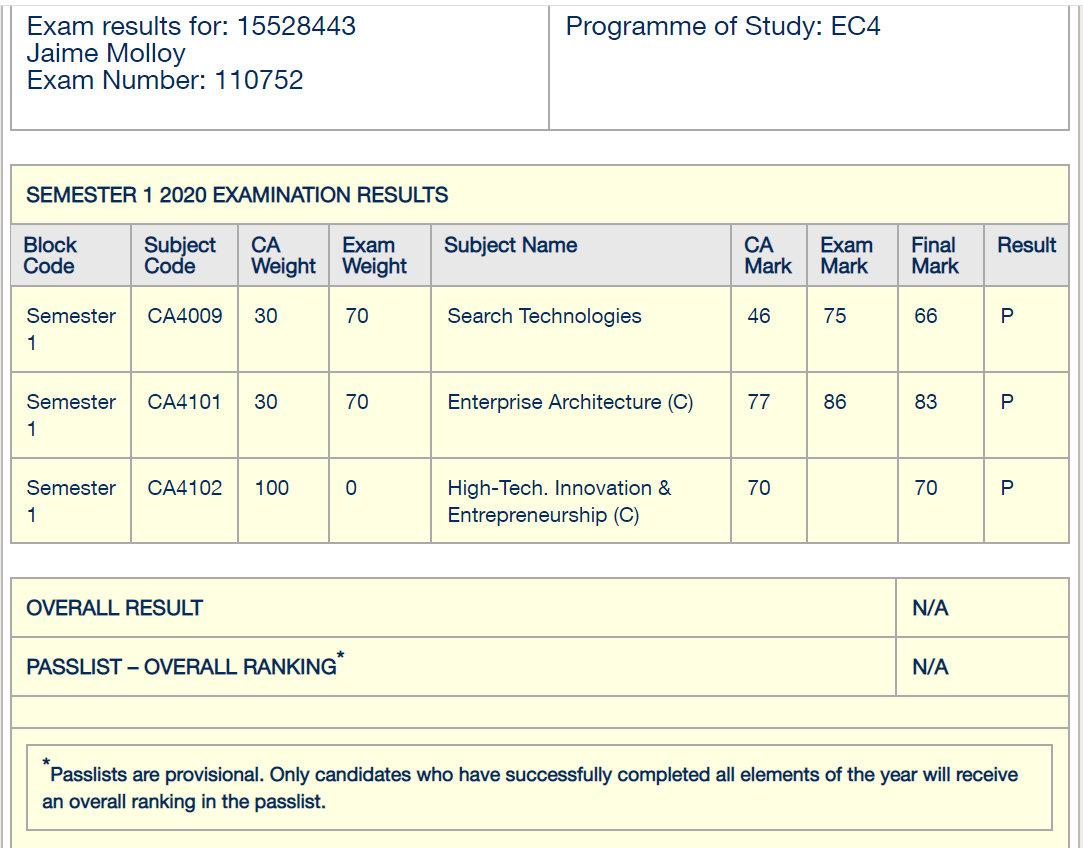 Exam results for: 15528443
Jaime Molloy
Exam Number: 110752
Programme of Study: EC4
SEMESTER 1 2020 EXAMINATION RESULTS
Block Code Subject Code CA Weight Exam Weight Subject Name CA Mark Exam Mark Final Mark Result
Semester 1 CA4009 30 70 Search Technologies 46 75 66 P
Semester 1 CA4101 30 70 Enterprise Architecture (C) 77 86 83 P
Semester 1 CA4102 100 0 High-Tech. Innovation & Entrepreneurship (C) 70 70 P
OVERALL RESULT N/A
PASSLIST – OVERALL RANKING* N/A
*Passlists are provisional. Only candidates who have successfully completed all elements of the year will receive
an overall ranking in the passlist.